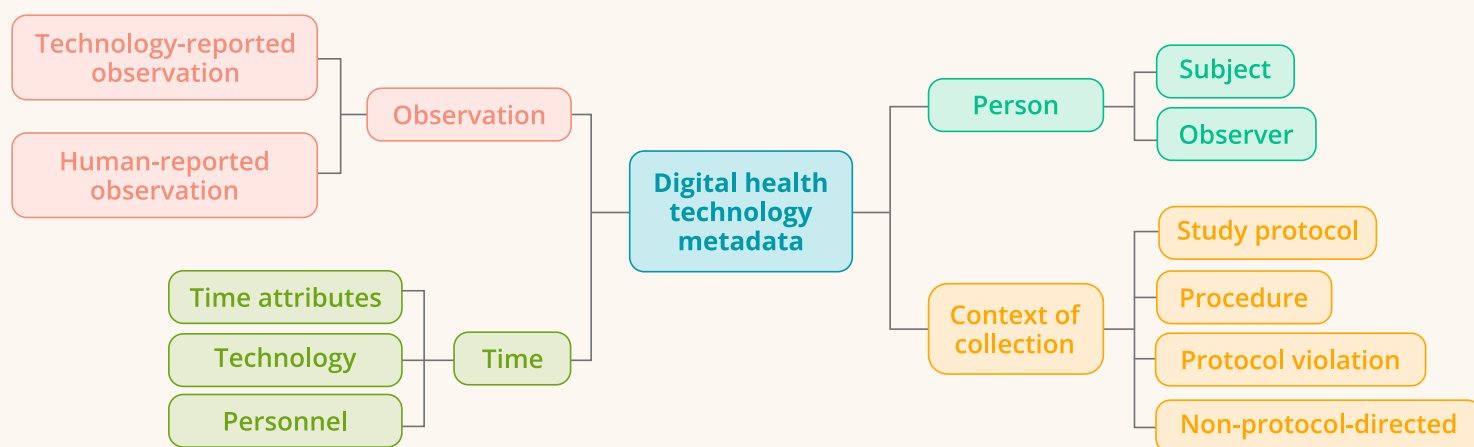 Technology-reported
observation
Human-reported
observation
Observation
Time attributes
Technology
Personnel
Time
Digital health
technology
metadata
Person
Subject
Observer
Context of
collection
Study protocol
Procedure
Protocol violation
Non-protocol-directed